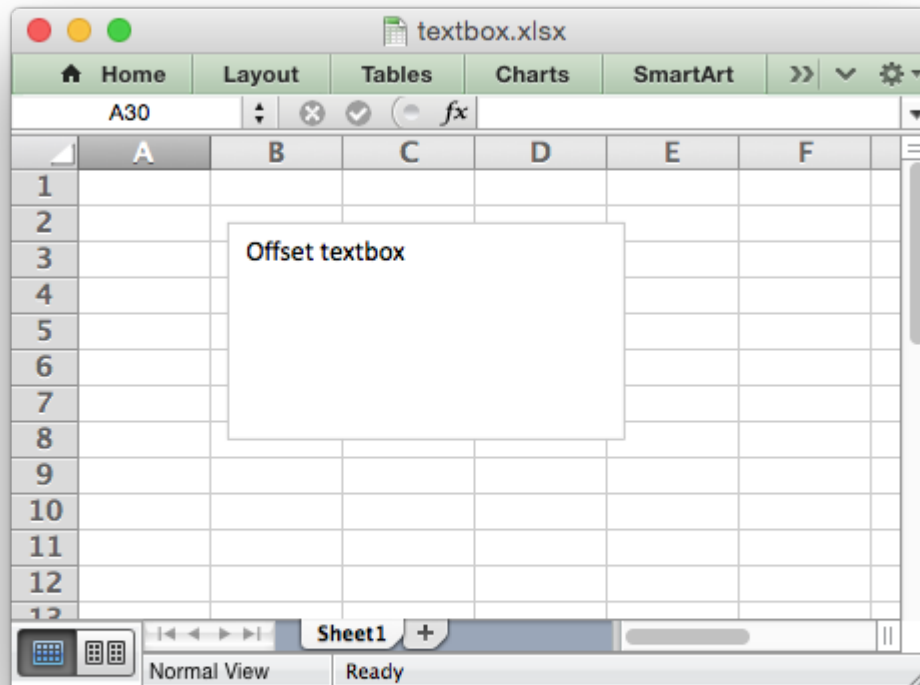 textbox.xlsx
Home Layout Tables Charts SmartArt
A30 fx
A B C D E F
1
2
Offset textbox
3
4
5
6
7
8
9
10
11
12
13
Sheet1
Normal View Ready